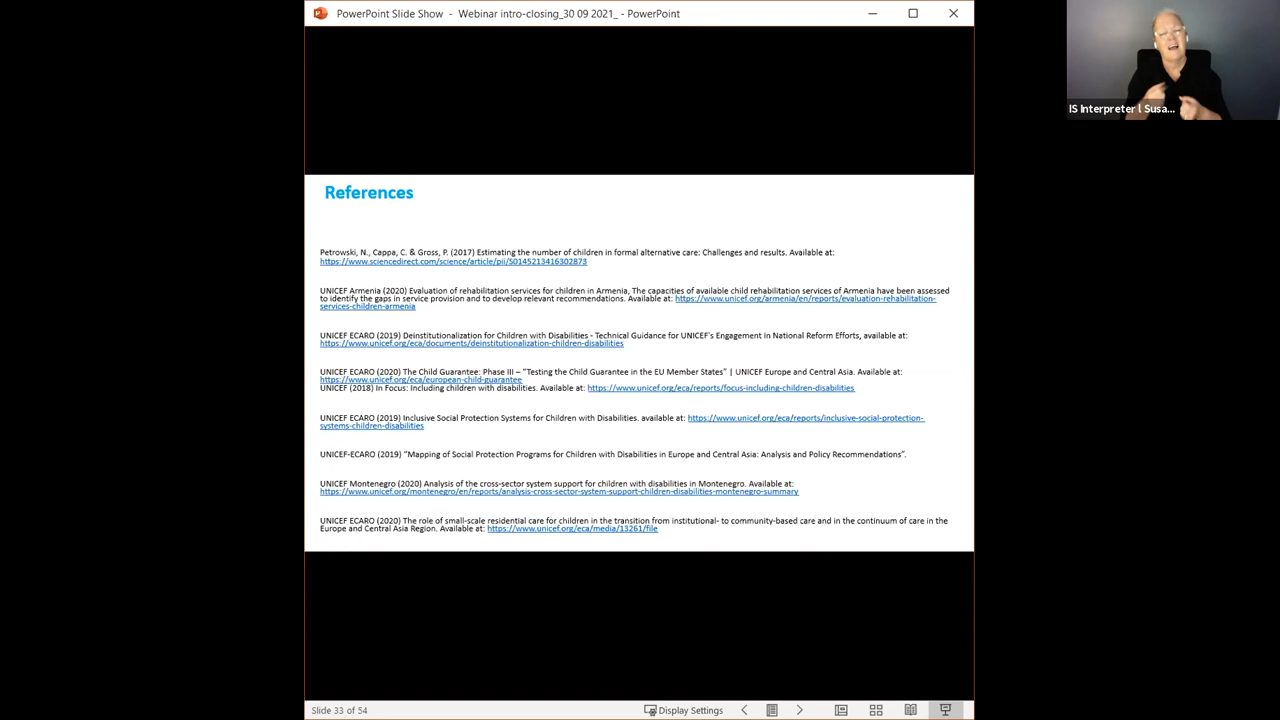 PowerPoint Slide Show - Webinar intro-closing_30 09 2021_ - PowerPoint
IS Interpreter l Susa...
References
Petrowski, N., Cappa, C. & Gross, P. (2017) Estimating the number of children in formal alternative care: Challenges and results. Available at:
https://www.sciencedirect.com/science/article/pii/S0145213416302873
UNICEF Armenia (2020) Evaluation of rehabilitation services for children in Armenia, The capacities of available child rehabilitation services of Armenia have been assessed
to identify the gaps in service provision and to develop relevant recommendations. Available at: https://www.unicef.org/armenia/en/reports/evaluation-rehabilitation-
services-children-armenia
UNICEF ECARO (2019) Deinstitutionalization for Children with Disabilities - Technical Guidance for UNICEF's Engagement in National Reform Efforts, available at:
https://www.unicef.org/eca/documents/deinstitutionalization-children-disabilities
UNICEF ECARO (2020) The Child Guarantee: Phase III – “Testing the Child Guarantee in the EU Member States” | UNICEF Europe and Central Asia. Available at:
https://www.unicef.org/eca/european-child-guarantee
UNICEF (2018) In Focus: Including children with disabilities. Available at: https://www.unicef.org/eca/reports/focus-including-children-disabilities
UNICEF ECARO (2019) Inclusive Social Protection Systems for Children with Disabilities. available at: https://www.unicef.org/eca/reports/inclusive-social-protection-
systems-children-disabilities
UNICEF-ECARO (2019) “Mapping of Social Protection Programs for Children with Disabilities in Europe and Central Asia: Analysis and Policy Recommendations”.
UNICEF Montenegro (2020) Analysis of the cross-sector system support for children with disabilities in Montenegro. Available at:
https://www.unicef.org/montenegro/en/reports/analysis-cross-sector-system-support-children-disabilities-montenegro-summary
UNICEF ECARO (2020) The role of small-scale residential care for children in the transition from institutional- to community-based care and in the continuum of care in the
Europe and Central Asia Region. Available at: https://www.unicef.org/eca/media/13261/file
Slide 33 of 54
Display Settings